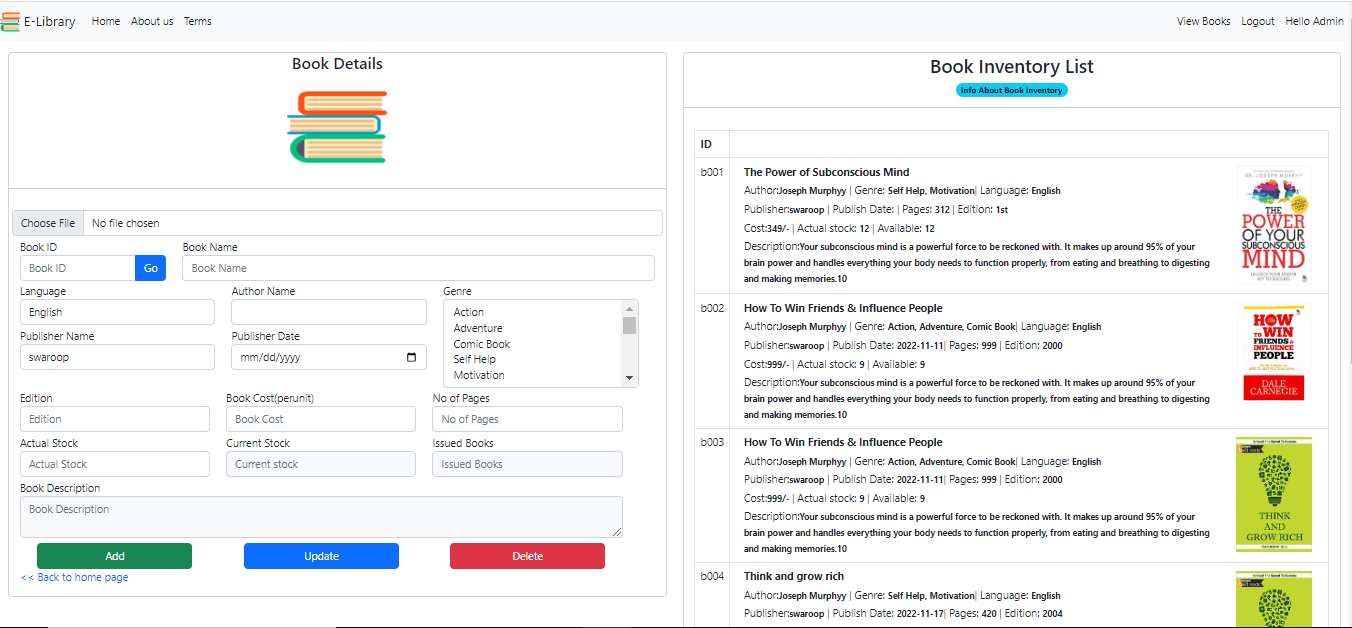 E-Library Home About us Terms View Books Logout Hello Admin
Book Details
Choose File No file chosen
Book ID Book Name
Book ID Go Book Name
Language Author Name Genre
English
Action
Adventure
Comic Book
Self Help
Motivation
Publisher Name Publisher Date
swaroop mm/dd/yyyy
Edition Book Cost(perunit) No of Pages
Edition Book Cost No of Pages
Actual Stock Current Stock Issued Books
Actual Stock Current stock Issued Books
Book Description
Book Description
Add Update Delete
<< Back to home page
Book Inventory List
Info About Book Inventory
ID
b001 The Power of Subconscious Mind
Author:Joseph Murphyy | Genre: Self Help, Motivation| Language: English
Publisher:swaroop | Publish Date: | Pages: 312 | Edition: 1st
Cost:349/- | Actual stock: 12 | Available: 12
Description:Your subconscious mind is a powerful force to be reckoned with. It makes up around 95% of your
brain power and handles everything your body needs to function properly, from eating and breathing to digesting
and making memories.10
DR. JOSEPH MURPHY
THE
POWER
OF YOUR
SUBCONSCIOUS
MIND
b002 How To Win Friends & Influence People
Author:Joseph Murphyy | Genre: Action, Adventure, Comic Book| Language: English
Publisher:swaroop | Publish Date: 2022-11-11| Pages: 999 | Edition: 2000
Cost:999/- | Actual stock: 9 | Available: 9
Description:Your subconscious mind is a powerful force to be reckoned with. It makes up around 95% of your
brain power and handles everything your body needs to function properly, from eating and breathing to digesting
and making memories.10
HOW
TO WIN
FRIENDS &
INFLUENCE
PEOPLE
DALE
CARNEGIE
b003 How To Win Friends & Influence People
Author:Joseph Murphyy | Genre: Action, Adventure, Comic Book| Language: English
Publisher:swaroop | Publish Date: 2022-11-11| Pages: 999 | Edition: 2000
Cost:999/- | Actual stock: 9 | Available: 9
Description:Your subconscious mind is a powerful force to be reckoned with. It makes up around 95% of your
brain power and handles everything your body needs to function properly, from eating and breathing to digesting
and making memories.10
THINK
AND
GROW RICH
b004 Think and grow rich
Author:Joseph Murphyy | Genre: Self Help, Motivation| Language: English
Publisher:swaroop | Publish Date: 2022-11-17| Pages: 420 | Edition: 2004